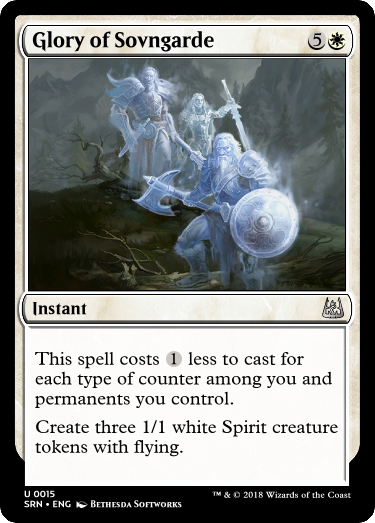 Glory of Sovngarde 5
Instant
This spell costs 1 less to cast for
each type of counter among you and
permanents you control.
Create three 1/1 white Spirit creature
tokens with flying.
U 0015
SRN • ENG Bethesda Softworks
™ & © 2018 Wizards of the Coast